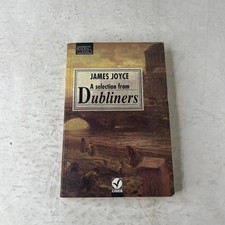 JAMES JOYCE
A selection from
Dubliners